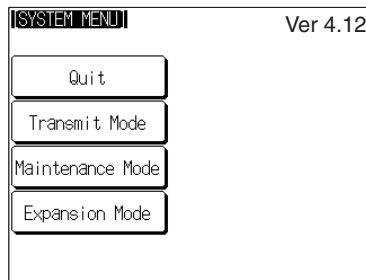 [SYSTEM MENU]
Ver 4.12
Quit
Transmit Mode
Maintenance Mode
Expansion Mode